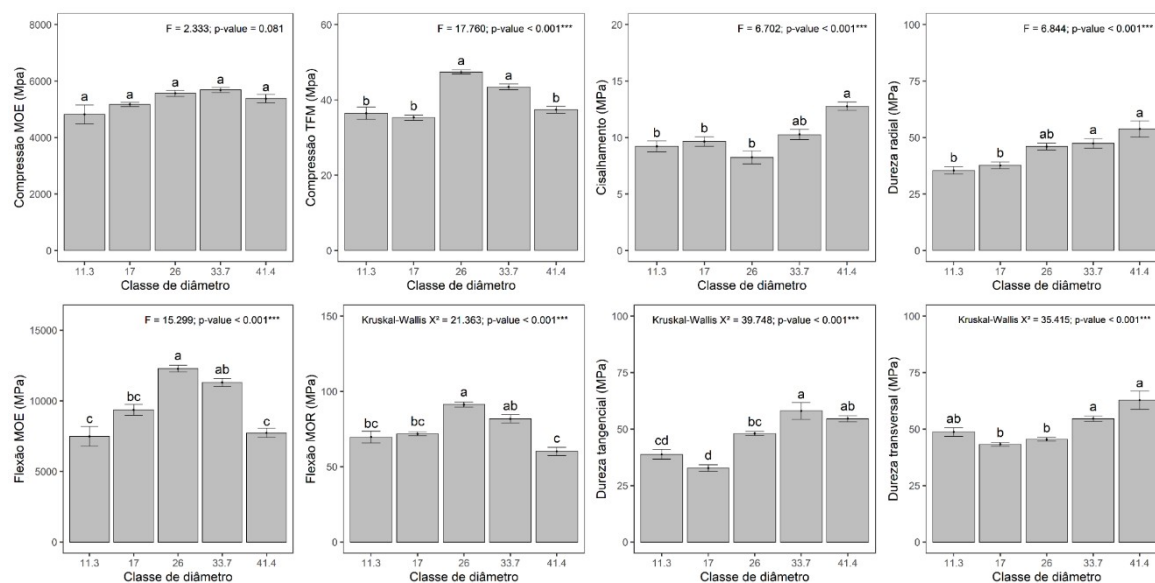 Compressão MOE (Mpa)
F = 2.333; p-value = 0.081
8000
6000
4000
2000
0
a
a
a
a
a
11.3
17
26
33.7
41.4
Classe de diâmetro
Compressão TFM (Mpa)
F = 17.760; p-value < 0.001***
60
40
20
0
b
b
a
a
b
11.3
17
26
33.7
41.4
Classe de diâmetro
Cisalhamento (MPa)
F = 6.702; p-value < 0.001***
20
15
10
5
0
b
b
b
ab
a
11.3
17
26
33.7
41.4
Classe de diâmetro
Dureza radial (MPa)
F = 6.844; p-value < 0.001***
100
75
50
25
0
b
b
ab
a
a
11.3
17
26
33.7
41.4
Classe de diâmetro
Flexão MOE (MPa)
F = 15.299; p-value < 0.001***
15000
10000
5000
0
c
bc
a
ab
c
11.3
17
26
33.7
41.4
Classe de diâmetro
Flexão MOR (MPa)
Kruskal-Wallis X² = 21.363; p-value < 0.001***
150
100
50
0
bc
bc
a
ab
c
11.3
17
26
33.7
41.4
Classe de diâmetro
Dureza tangencial (MPa)
Kruskal-Wallis X² = 39.748; p-value < 0.001***
100
75
50
25
0
cd
d
bc
a
ab
11.3
17
26
33.7
41.4
Classe de diâmetro
Dureza transversal (MPa)
Kruskal-Wallis X² = 35.415; p-value < 0.001***
100
75
50
25
0
ab
b
b
a
a
11.3
17
26
33.7
41.4
Classe de diâmetro